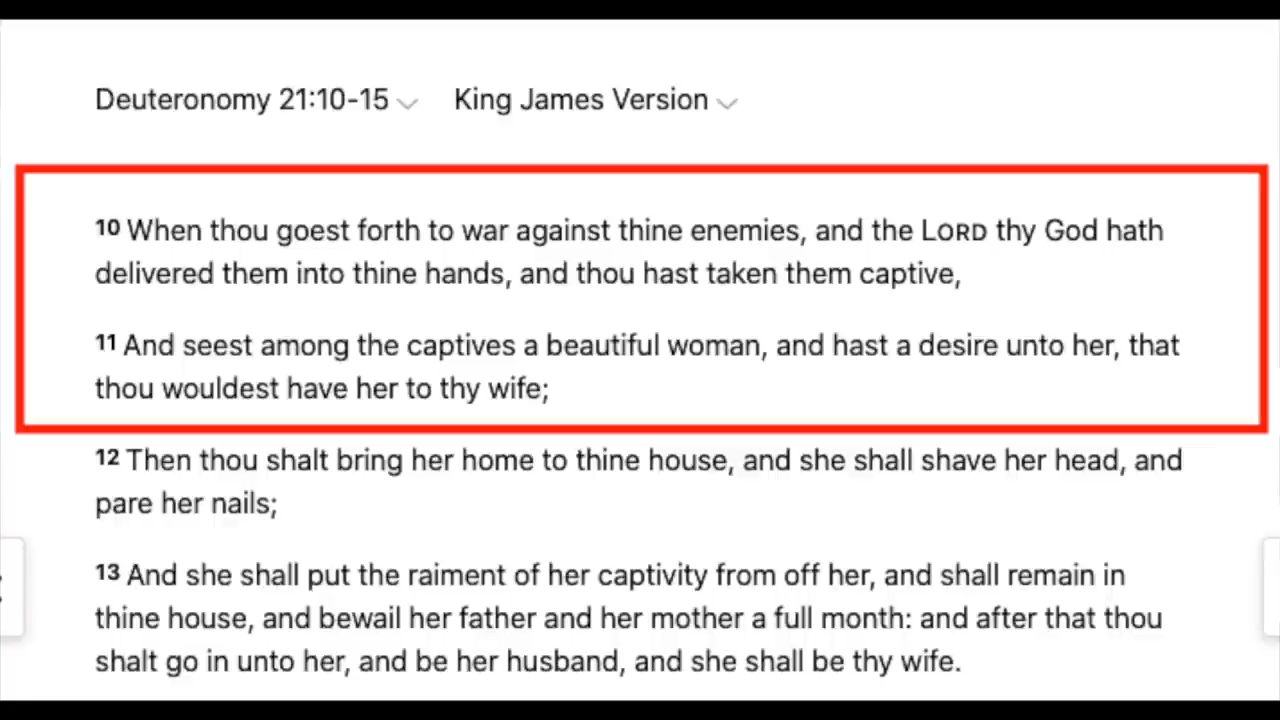 Deuteronomy 21:10-15 King James Version
10 When thou goest forth to war against thine enemies, and the LORD thy God hath
delivered them into thine hands, and thou hast taken them captive,
11 And seest among the captives a beautiful woman, and hast a desire unto her, that
thou wouldest have her to thy wife;
12 Then thou shalt bring her home to thine house, and she shall shave her head, and
pare her nails;
13 And she shall put the raiment of her captivity from off her, and shall remain in
thine house, and bewail her father and her mother a full month: and after that thou
shalt go in unto her, and be her husband, and she shall be thy wife.